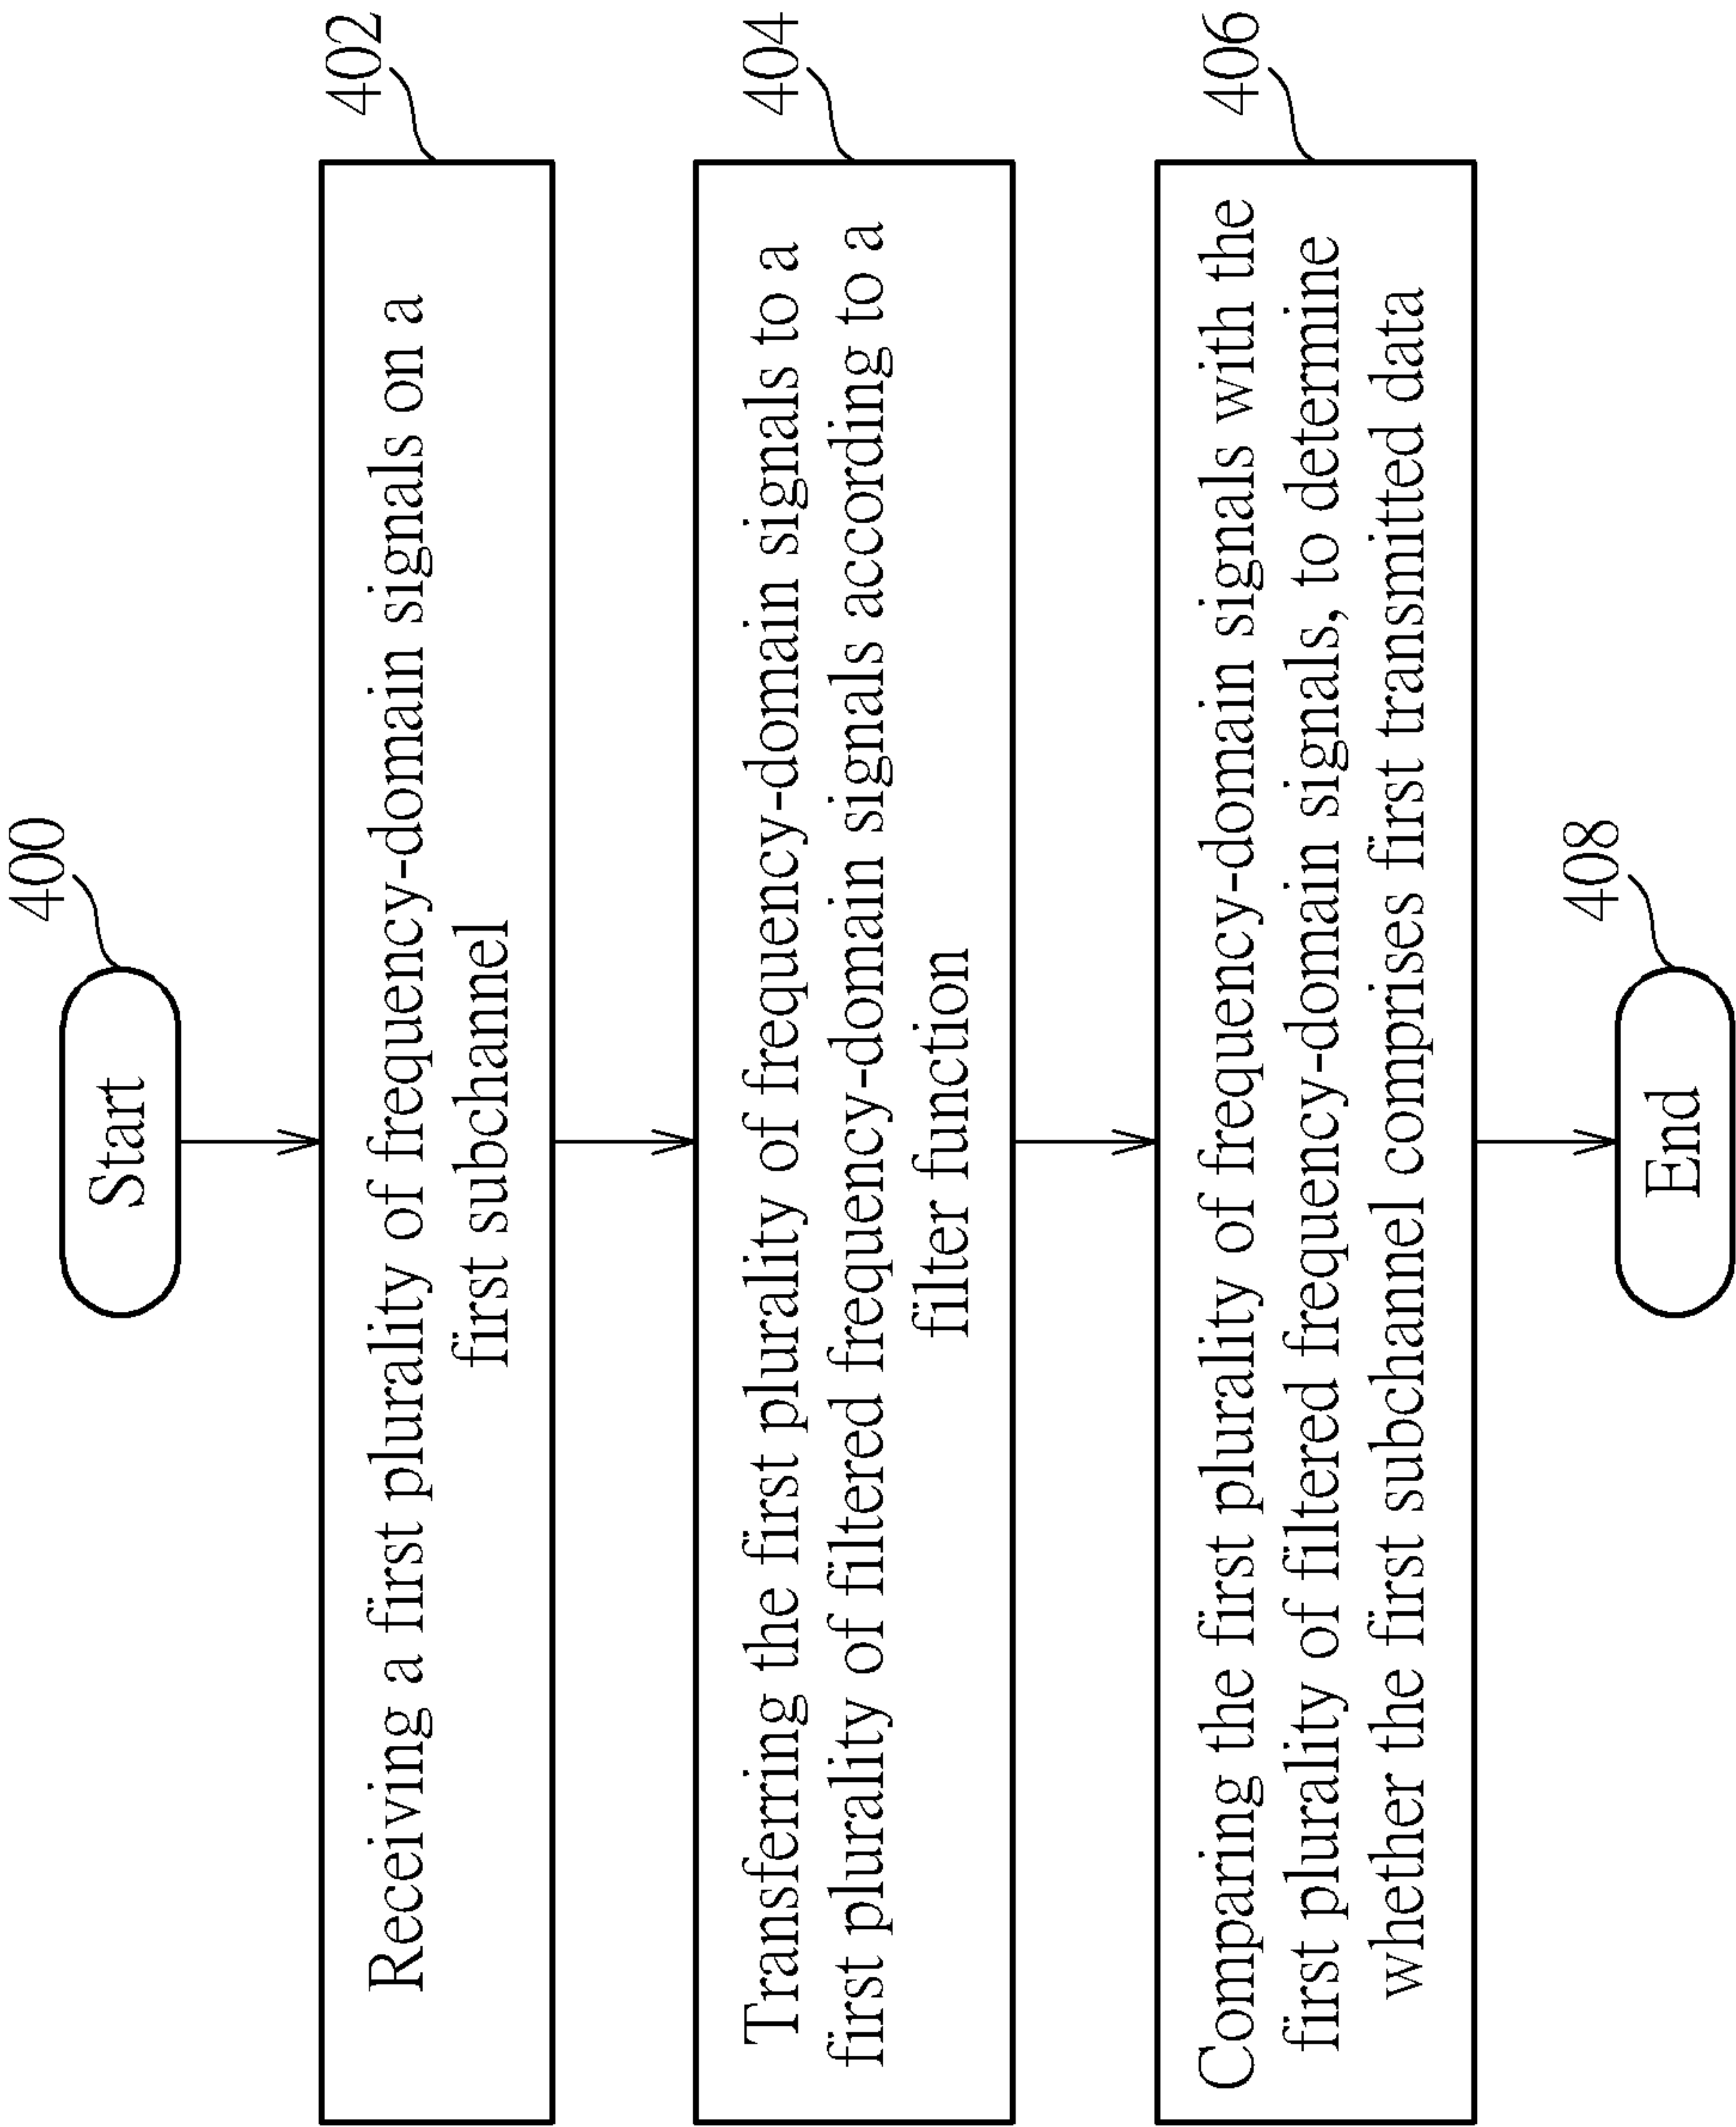 400
Start
402
Receiving a first plurality of frequency-domain signals on a
first subchannel
404
Transferring the first plurality of frequency-domain signals to a
first plurality of filtered frequency-domain signals according to a
filter function
406
Comparing the first plurality of frequency-domain signals with the
first plurality of filtered frequency-domain signals, to determine
whether the first subchannel comprises first transmitted data
408
End